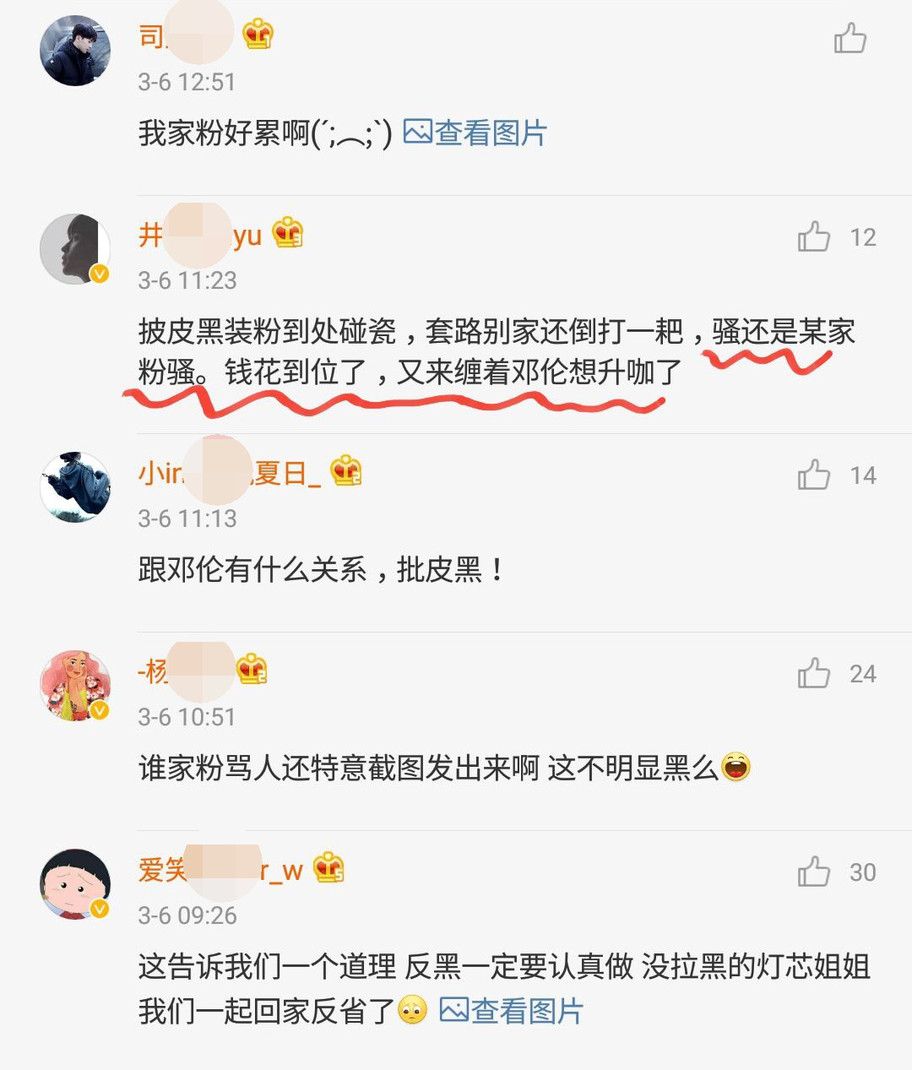 司
3-6 12:51
我家粉好累啊(´;︵;`) 查看图片
井 yu
12
3-6 11:23
披皮黑装粉到处碰瓷，套路别家还倒打一耙，骚还是某家
粉骚。钱花到位了，又来缠着邓伦想升咖了
小in 夏日_
14
3-6 11:13
跟邓伦有什么关系，批皮黑！
-杨
24
3-6 10:51
谁家粉骂人还特意截图发出来啊 这不明显黑么
爱笑 r_w
30
3-6 09:26
这告诉我们一个道理 反黑一定要认真做 没拉黑的灯芯姐姐
我们一起回家反省了 查看图片